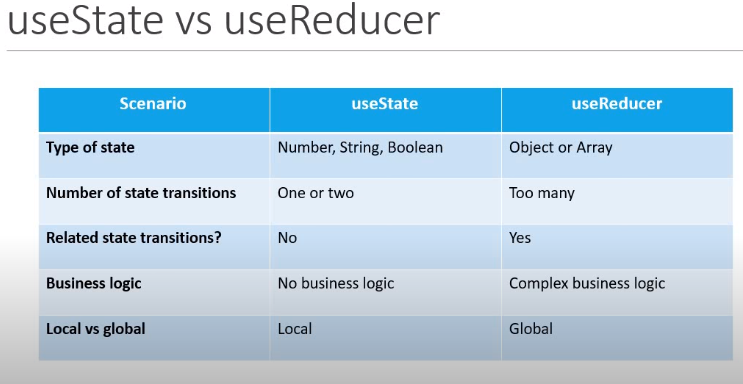 useState vs useReducer
Scenario useState useReducer
Type of state Number, String, Boolean Object or Array
Number of state transitions One or two Too many
Related state transitions? No Yes
Business logic No business logic Complex business logic
Local vs global Local Global